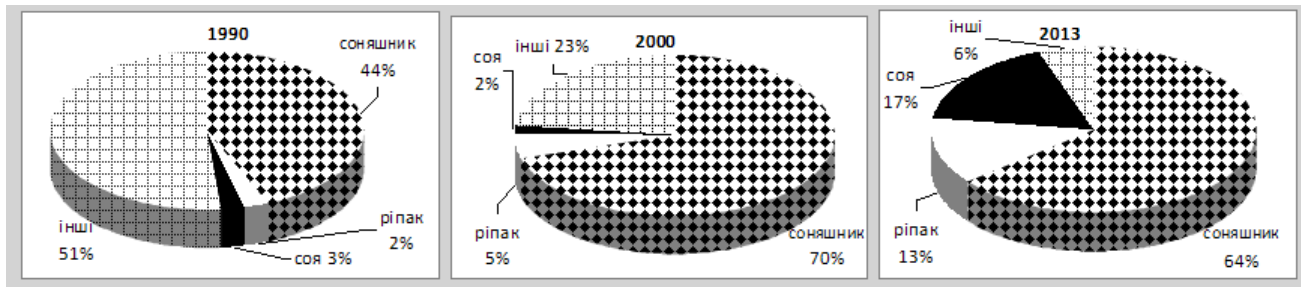 1990
соняшник
44%
ріпак
2%
соя 3%
інші
51%
2000
інші 23%
соя
2%
ріпак
5%
соняшник
70%
2013
інші
6%
соя
17%
ріпак
13%
соняшник
64%